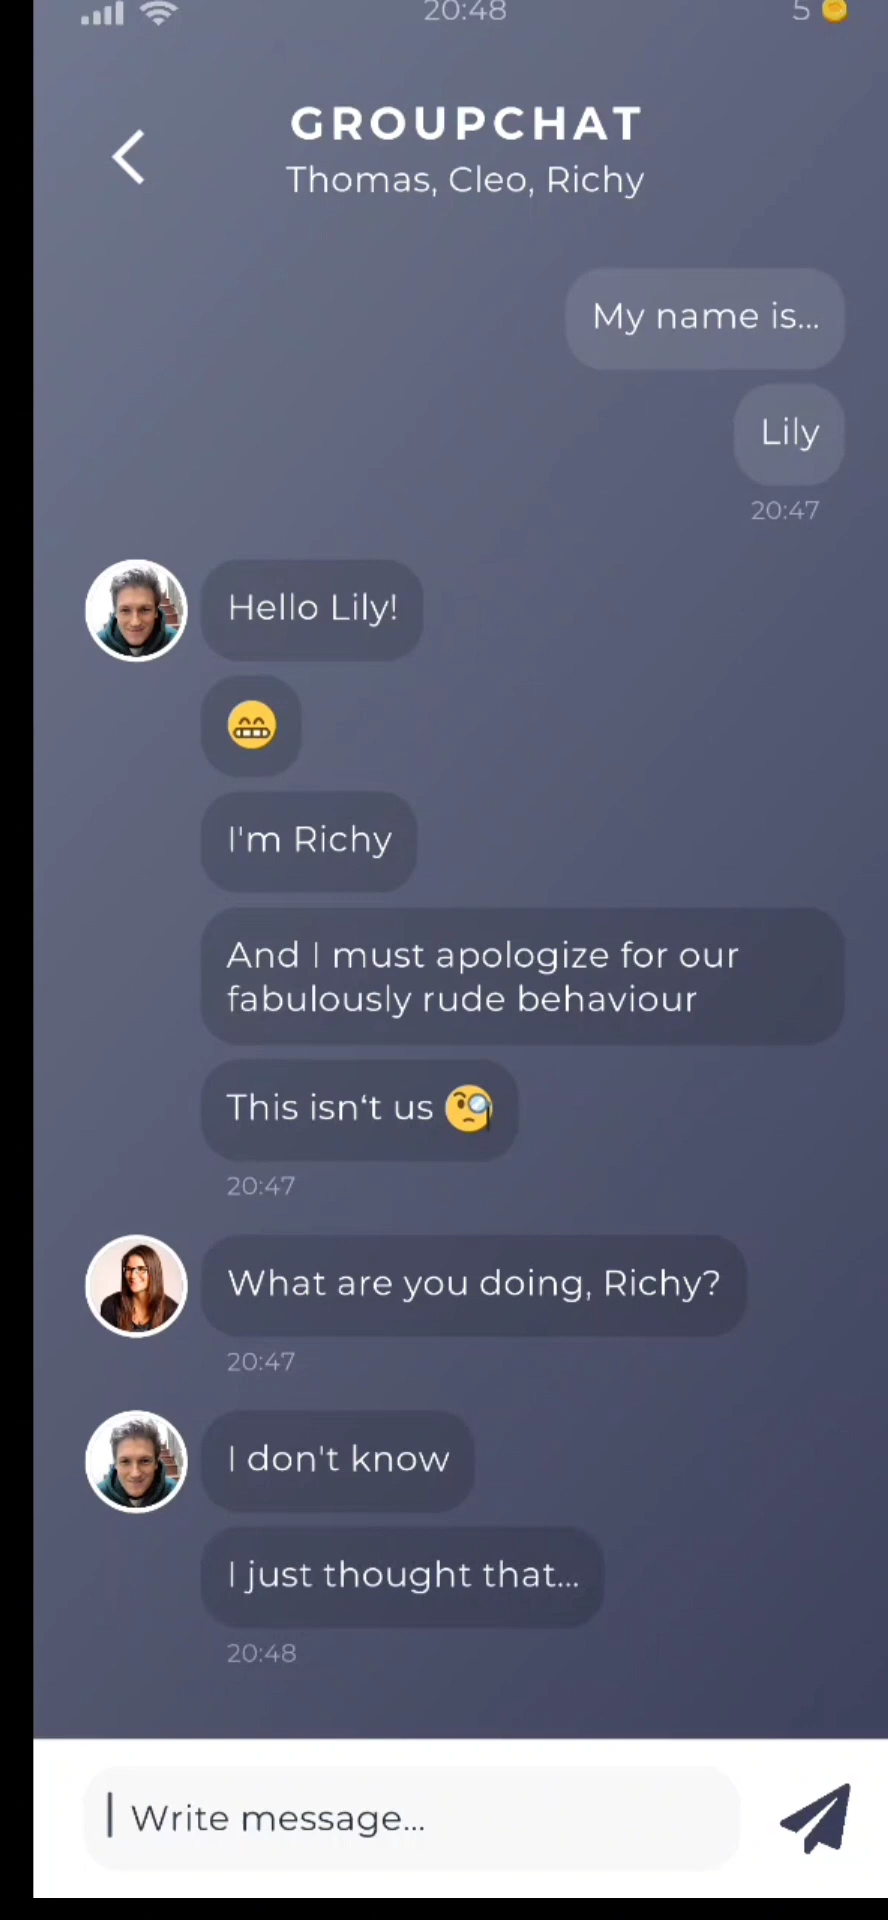 20:48
5
GROUPCHAT
Thomas, Cleo, Richy
My name is...
Lily
20:47
Hello Lily!
😁
I'm Richy
And I must apologize for our
fabulously rude behaviour
This isn‘t us 🧐
20:47
What are you doing, Richy?
20:47
I don't know
I just thought that...
20:48
Write message...